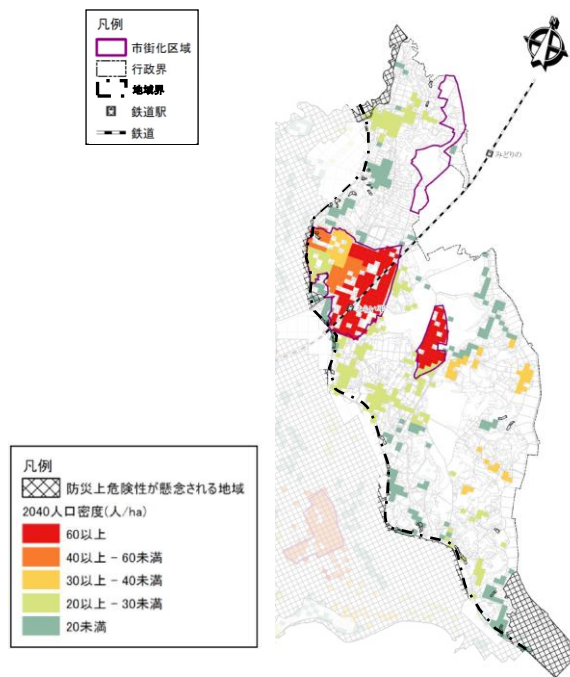 凡例
市街化区域
行政界
地域界
鉄道駅
鉄道
みどりの
凡例
防災上危険性が懸念される地域
2040人口密度(人/ha)
60以上
40以上 − 60未満
30以上 − 40未満
20以上 − 30未満
20未満